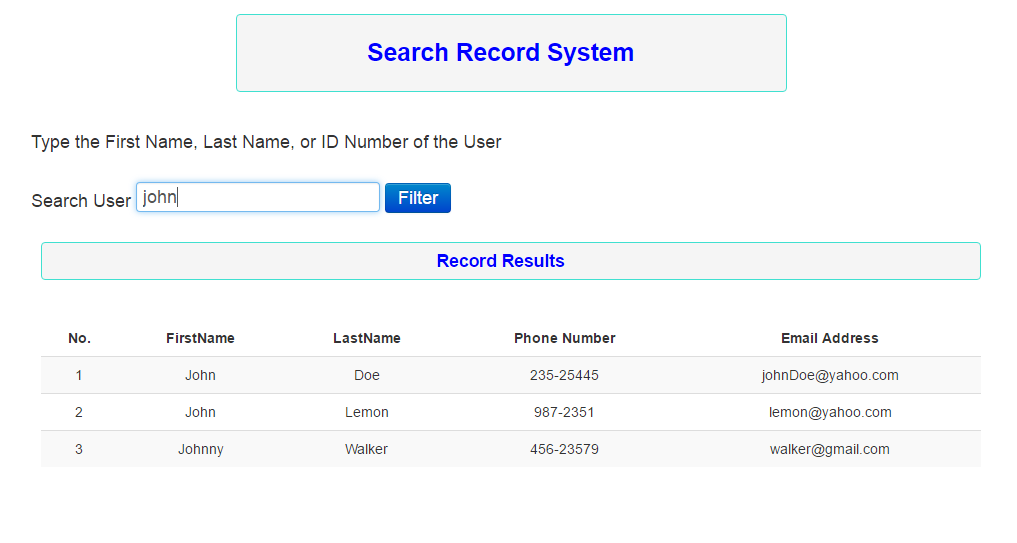 Search Record System
Type the First Name, Last Name, or ID Number of the User
Search User john Filter
Record Results
No. FirstName LastName Phone Number Email Address
1 John Doe 235-25445 johnDoe@yahoo.com
2 John Lemon 987-2351 lemon@yahoo.com
3 Johnny Walker 456-23579 walker@gmail.com